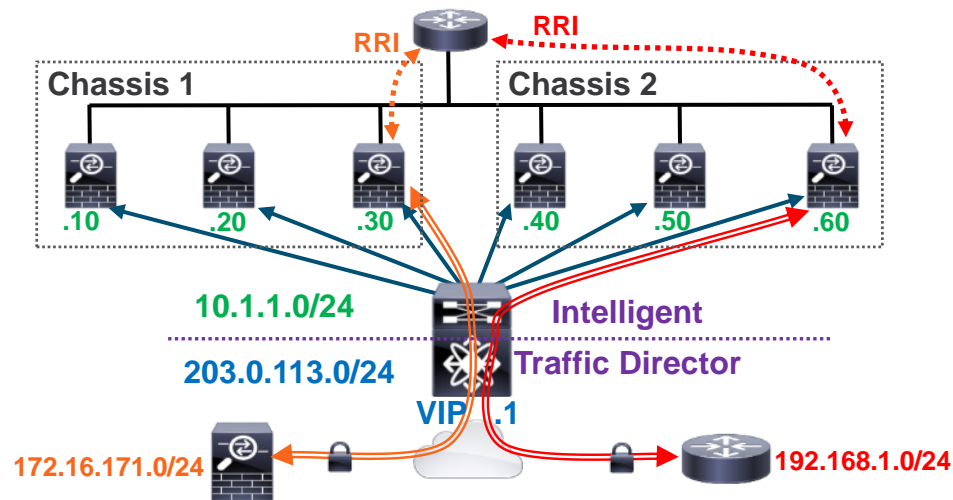 RRI
RRI
Chassis 1
Chassis 2
.10
.20
.30
.40
.50
.60
10.1.1.0/24
Intelligent
203.0.113.0/24
Traffic Director
VIP .1
172.16.171.0/24
192.168.1.0/24